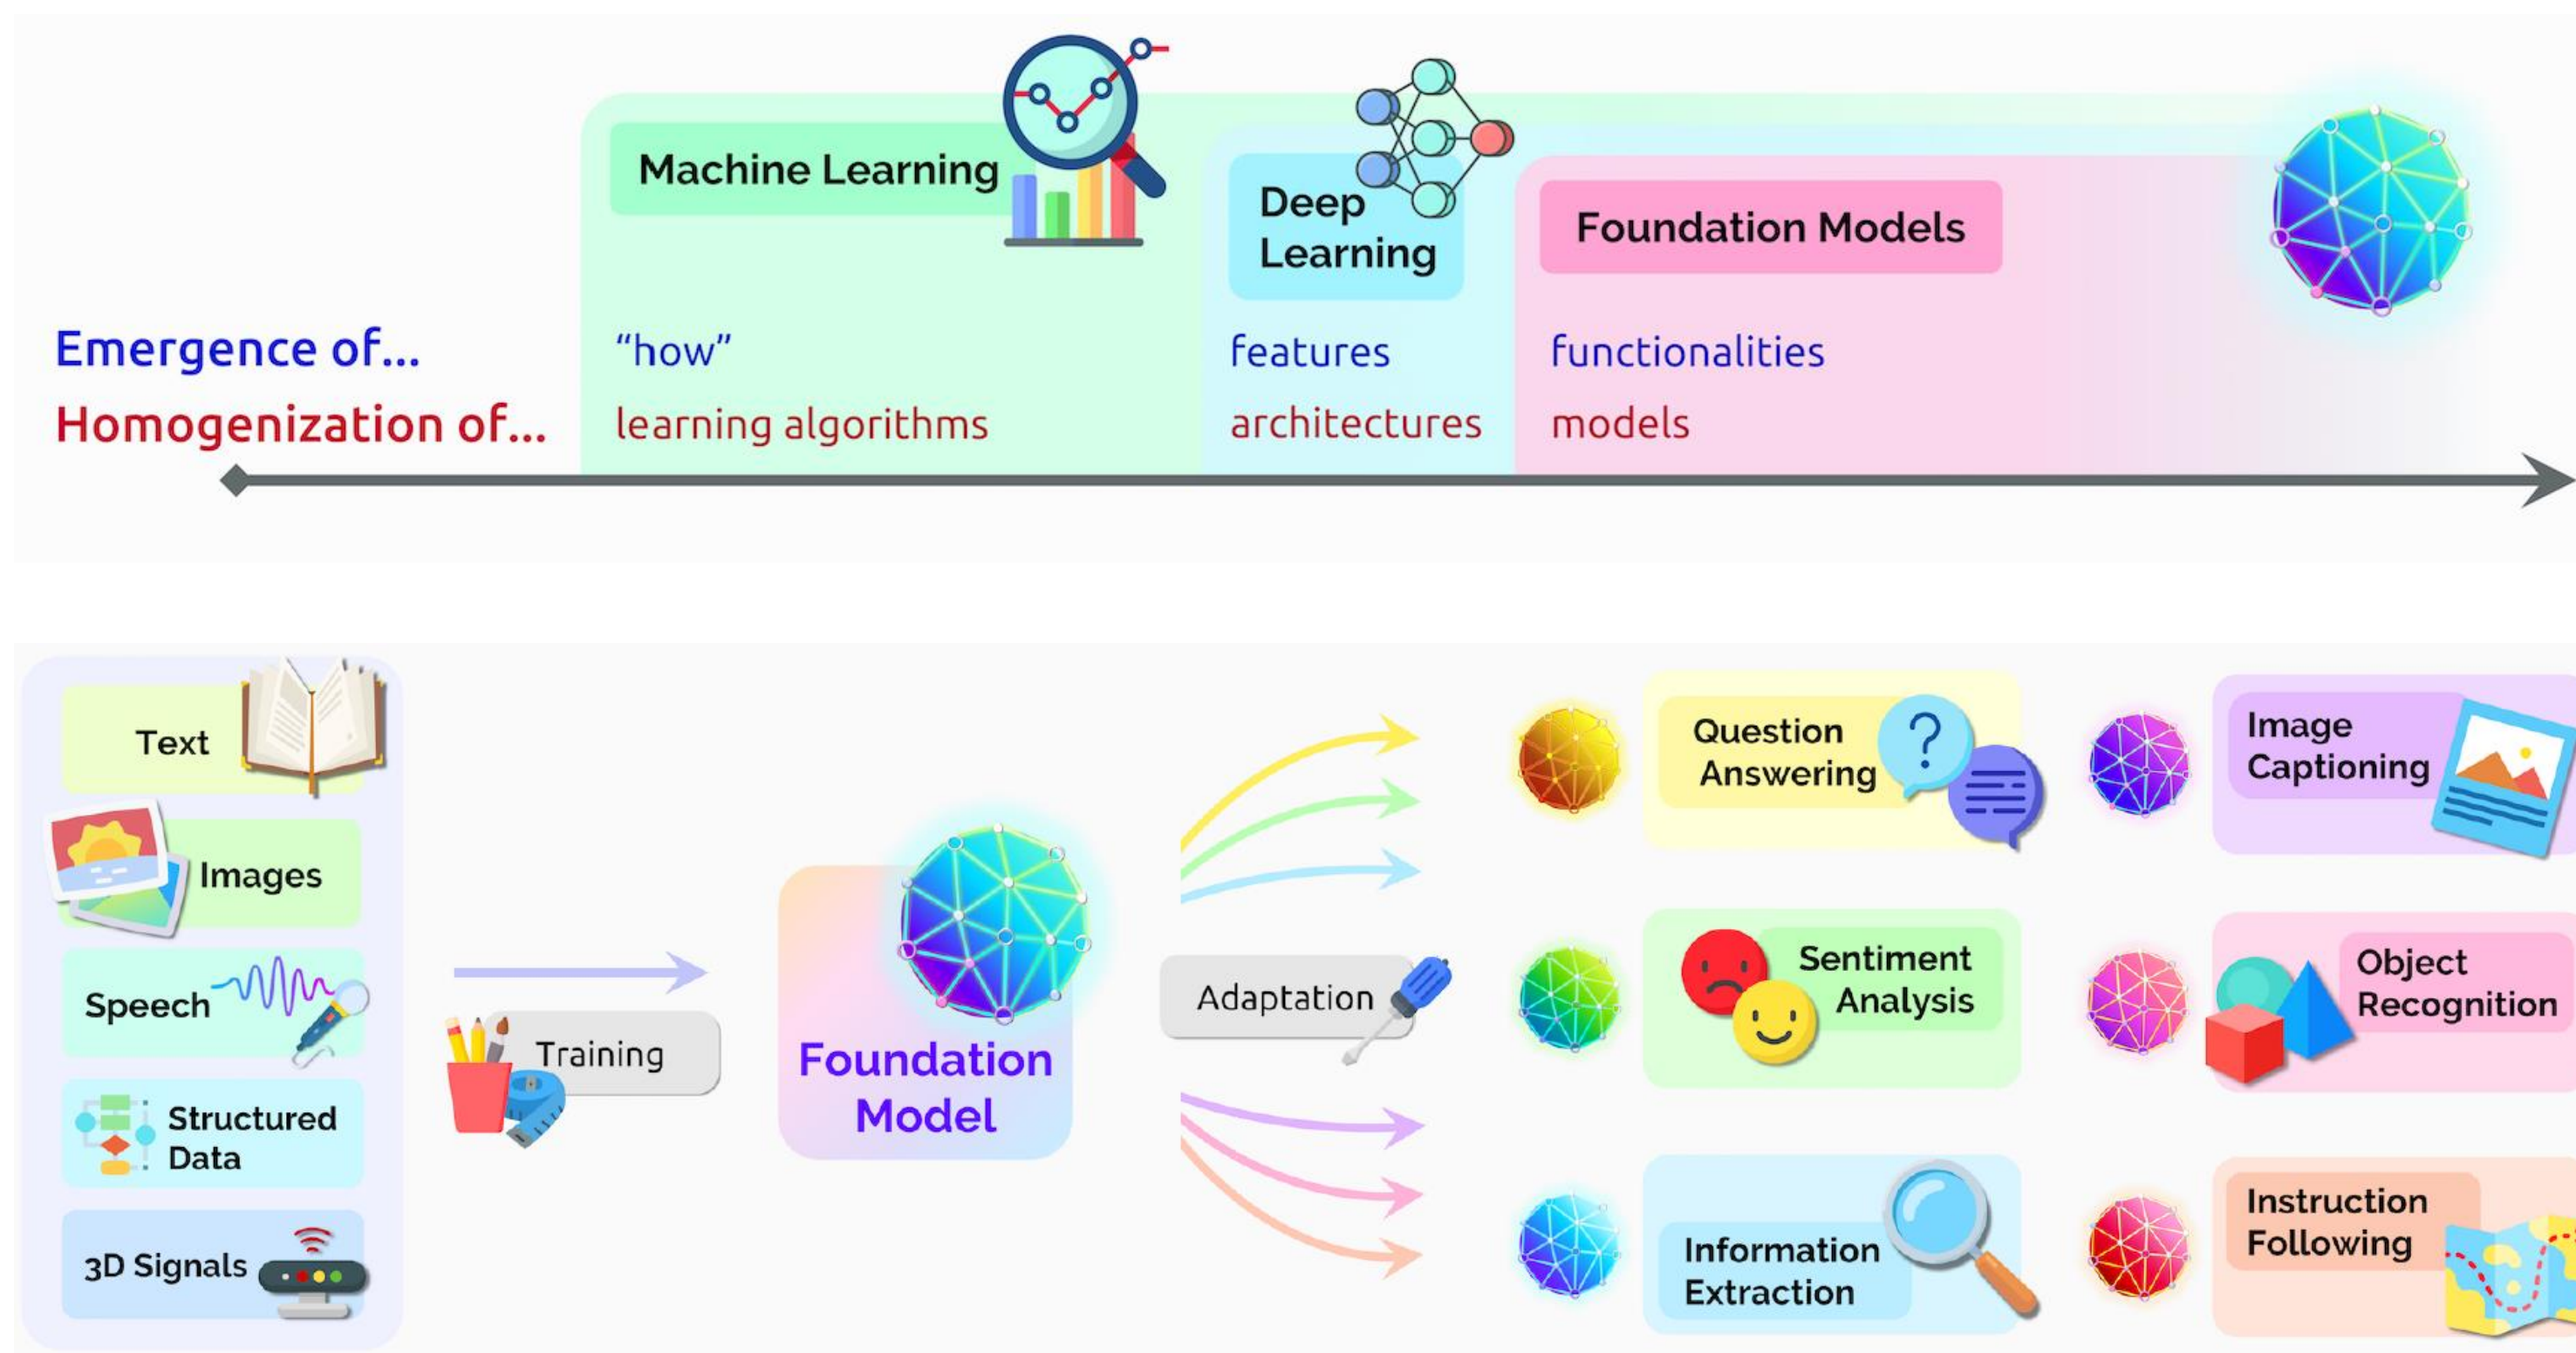 Machine Learning
Deep
Learning
Foundation Models
Emergence of...
"how"
features
functionalities
Homogenization of...
learning algorithms
architectures
models
Text
Images
Speech
Structured
Data
3D Signals
Training
Foundation
Model
Adaptation
Question
Answering
Image
Captioning
Sentiment
Analysis
Object
Recognition
Information
Extraction
Instruction
Following
?